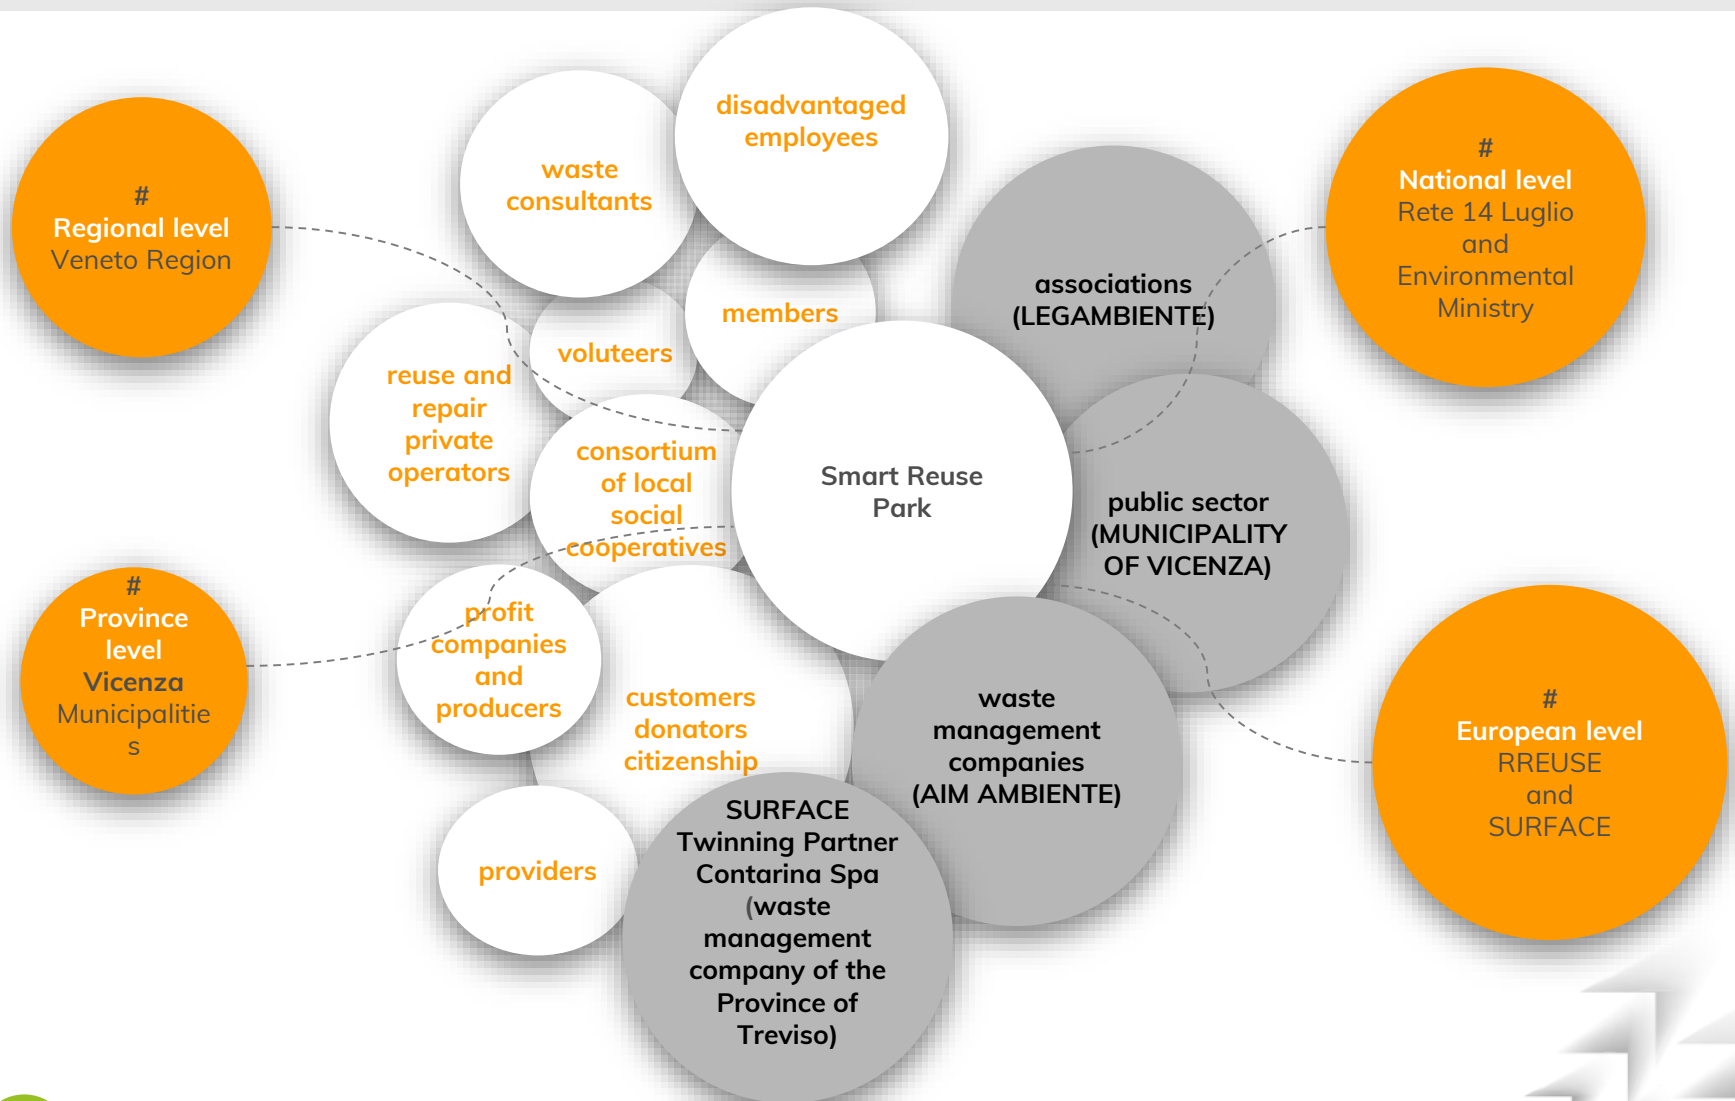 disadvantaged
employees
waste
consultants
#
Regional level
Veneto Region
#
National level
Rete 14 Luglio
and
Environmental
Ministry
associations
(LEGAMBIENTE)
members
voluteers
reuse and
repair
private
operators
consortium
of local
social
cooperatives
Smart Reuse
Park
public sector
(MUNICIPALITY
OF VICENZA)
#
Province
level
Vicenza
Municipalitie
s
profit
companies
and
producers
customers
donators
citizenship
waste
management
companies
(AIM AMBIENTE)
#
European level
RREUSE
and
SURFACE
providers
SURFACE
Twinning Partner
Contarina Spa
(waste
management
company of the
Province of
Treviso)